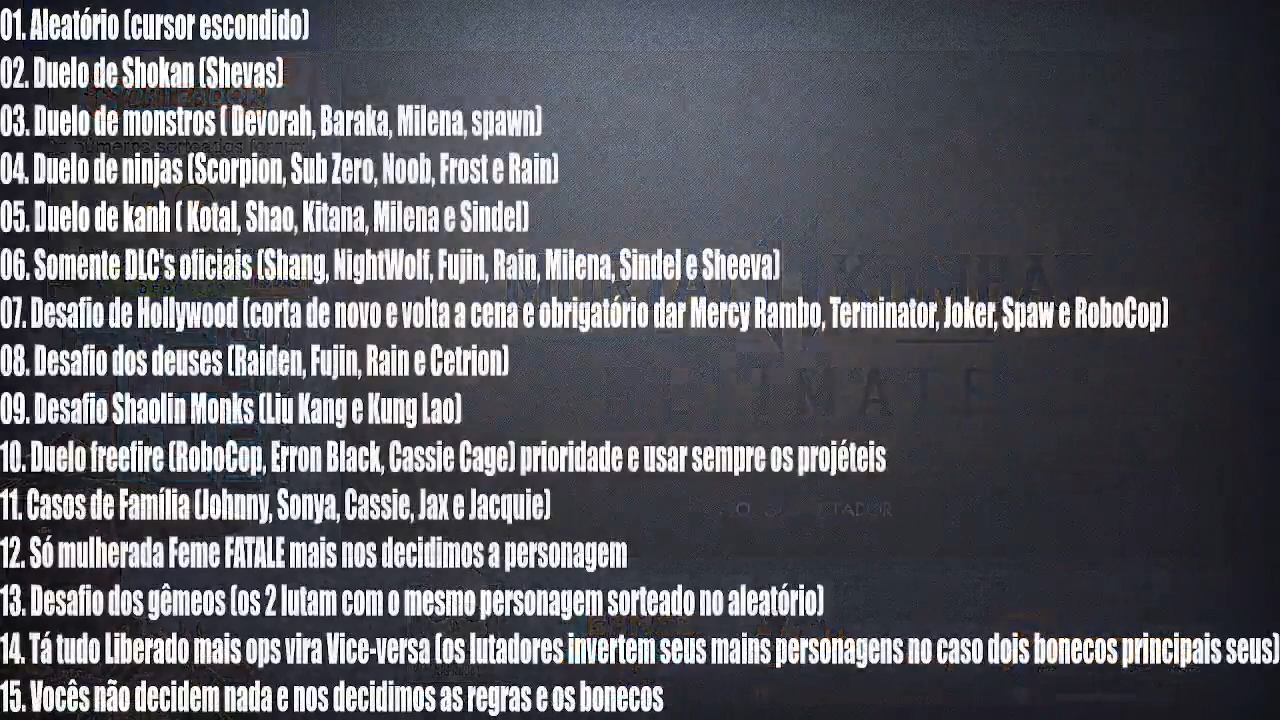 01. Aleatório (cursor escondido)
02. Duelo de Shokan (Shevas)
03. Duelo de monstros ( Devorah, Baraka, Milena, spawn)
04. Duelo de ninjas (Scorpion, Sub Zero, Noob, Frost e Rain)
05. Duelo de kanh ( Kotal, Shao, Kitana, Milena e Sindel)
06. Somente DLC's oficiais (Shang, NightWolf, Fujin, Rain, Milena, Sindel e Sheeva)
07. Desafio de Hollywood (corta de novo e volta a cena e obrigatório dar Mercy Rambo, Terminator, Joker, Spaw e RoboCop)
08. Desafio dos deuses (Raiden, Fujin, Rain e Cetrion)
09. Desafio Shaolin Monks (Liu Kang e Kung Lao)
10. Duelo freefire (RoboCop, Erron Black, Cassie Cage) prioridade e usar sempre os projéteis
11. Casos de Família (Johnny, Sonya, Cassie, Jax e Jacquie)
12. Só mulherada Feme FATALE mais nos decidimos a personagem
13. Desafio dos gêmeos (os 2 lutam com o mesmo personagem sorteado no aleatório)
14. Tá tudo Liberado mais ops vira Vice-versa (os lutadores invertem seus mains personagens no caso dois bonecos principais seus)
15. Vocês não decidem nada e nos decidimos as regras e os bonecos